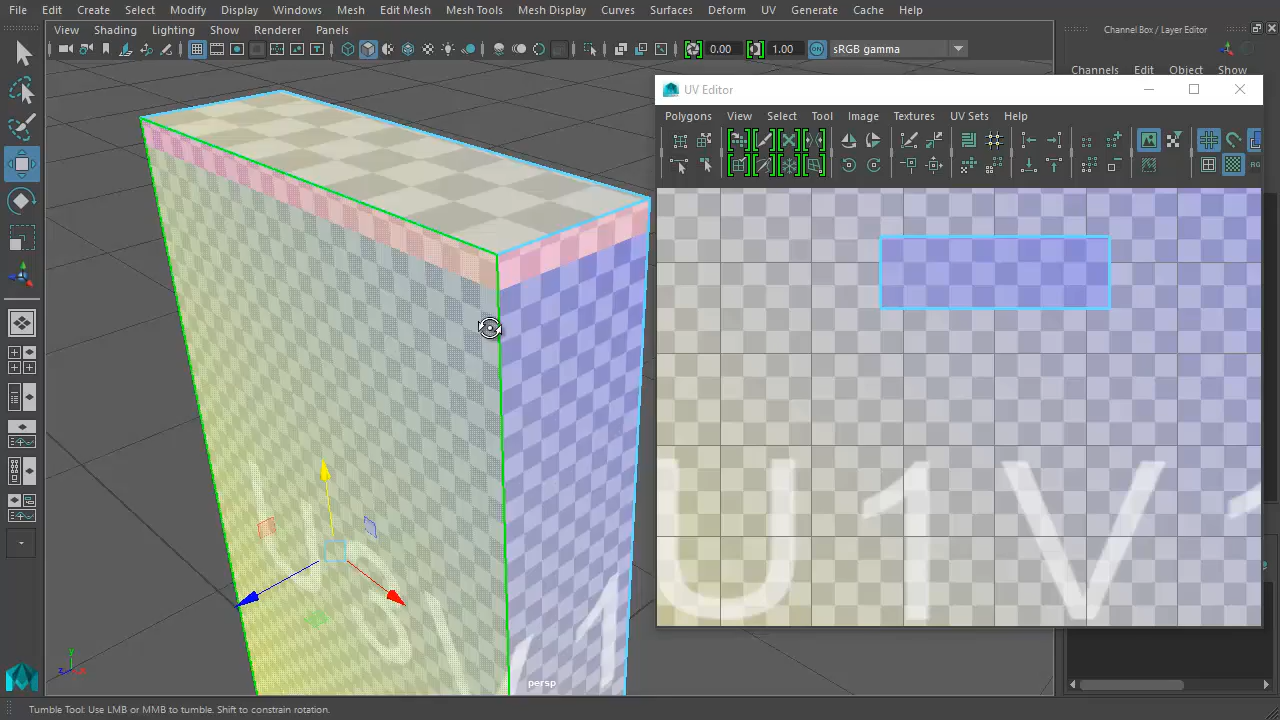 File Edit Create Select Modify Display Windows Mesh Edit Mesh Mesh Tools Mesh Display Curves Surfaces Deform UV Generate Cache Help
View Shading Lighting Show Renderer Panels
0.00 1.00 sRGB gamma
Channel Box / Layer Editor
Channels Edit Object Show
UV Editor
Polygons View Select Tool Image Textures UV Sets Help
U1V
persp
y
z x
Tumble Tool: Use LMB or MMB to tumble. Shift to constrain rotation.